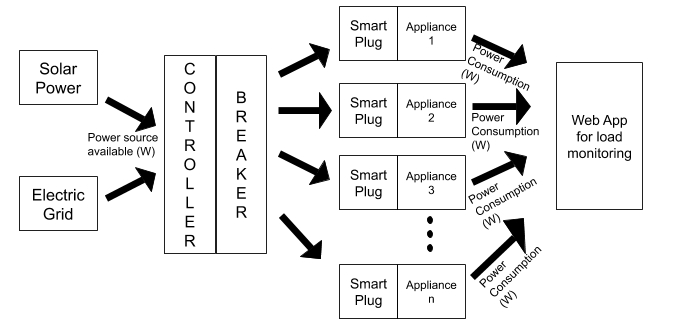 Solar
Power
Electric
Grid
Power source
available (W)
CONTROLLER
BREAKER
Smart
Plug
Appliance
1
Smart
Plug
Appliance
2
Smart
Plug
Appliance
3
Smart
Plug
Appliance
n
Power
Consumption
(W)
Power
Consumption
(W)
Power
Consumption
(W)
Power
Consumption
(W)
Web App
for load
monitoring